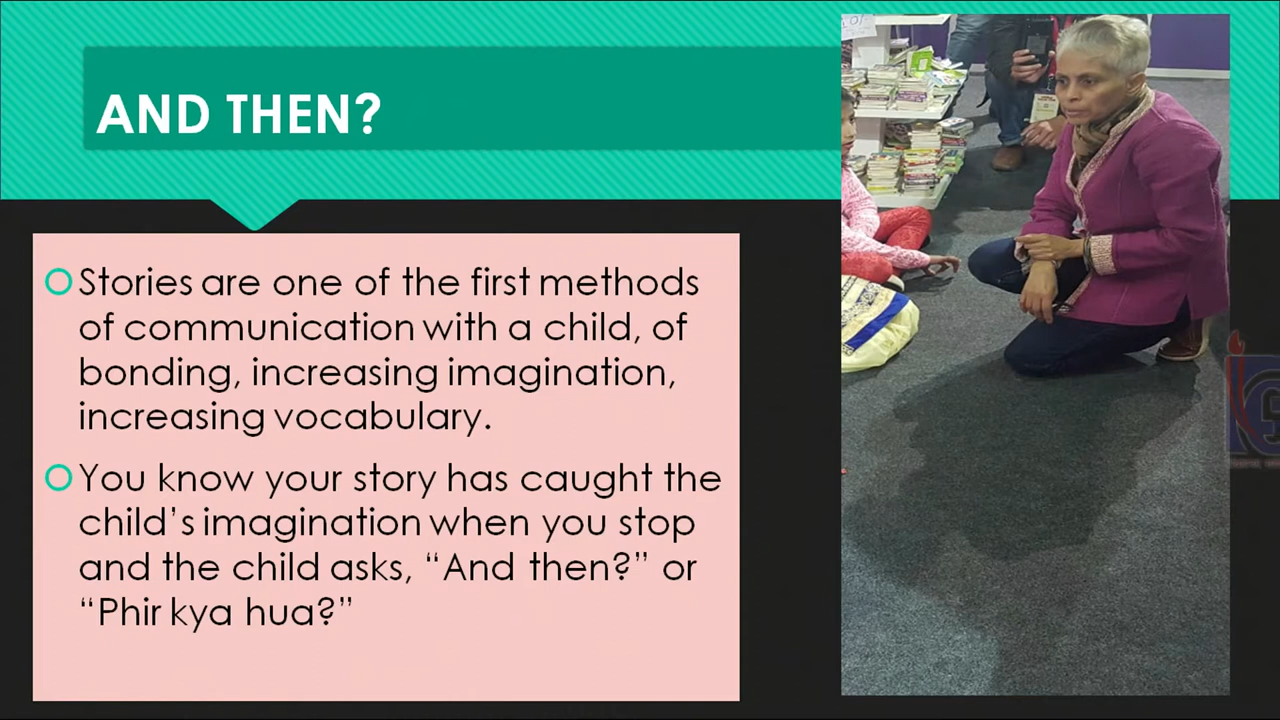 AND THEN?
Stories are one of the first methods
of communication with a child, of
bonding, increasing imagination,
increasing vocabulary.
You know your story has caught the
child’s imagination when you stop
and the child asks, “And then?” or
“Phir kya hua?”